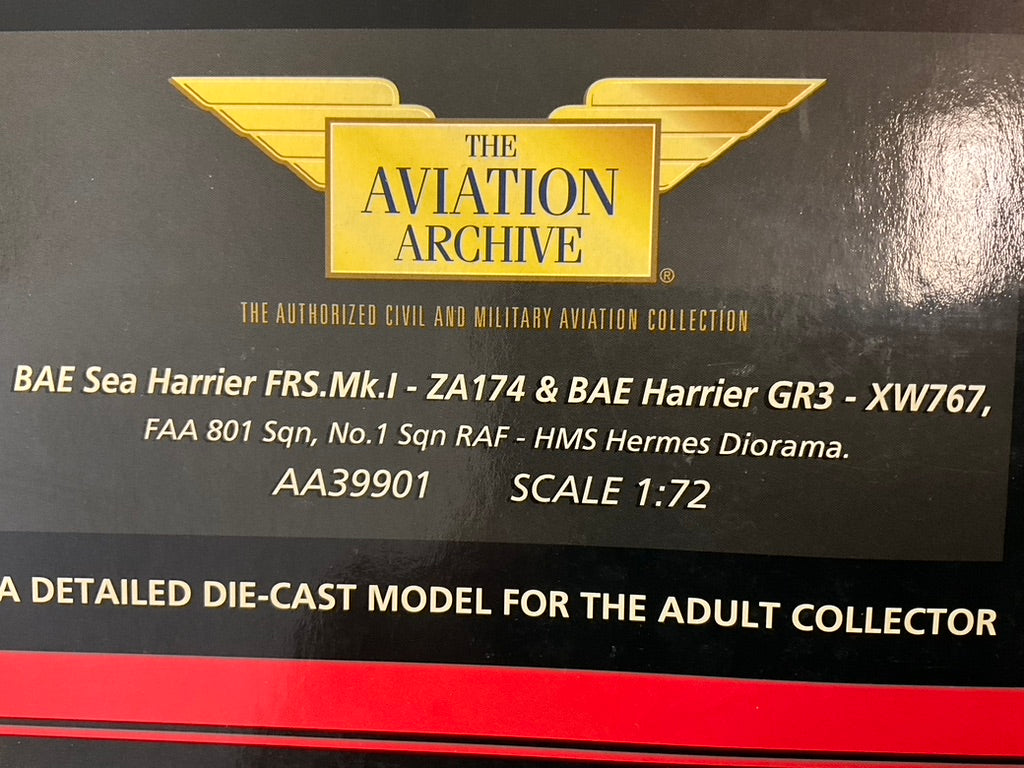 THE
AVIATION
ARCHIVE
®
THE AUTHORIZED CIVIL AND MILITARY AVIATION COLLECTION
BAE Sea Harrier FRS.Mk.I - ZA174 & BAE Harrier GR3 - XW767,
FAA 801 Sqn, No.1 Sqn RAF - HMS Hermes Diorama.
AA39901 SCALE 1:72
A DETAILED DIE-CAST MODEL FOR THE ADULT COLLECTOR